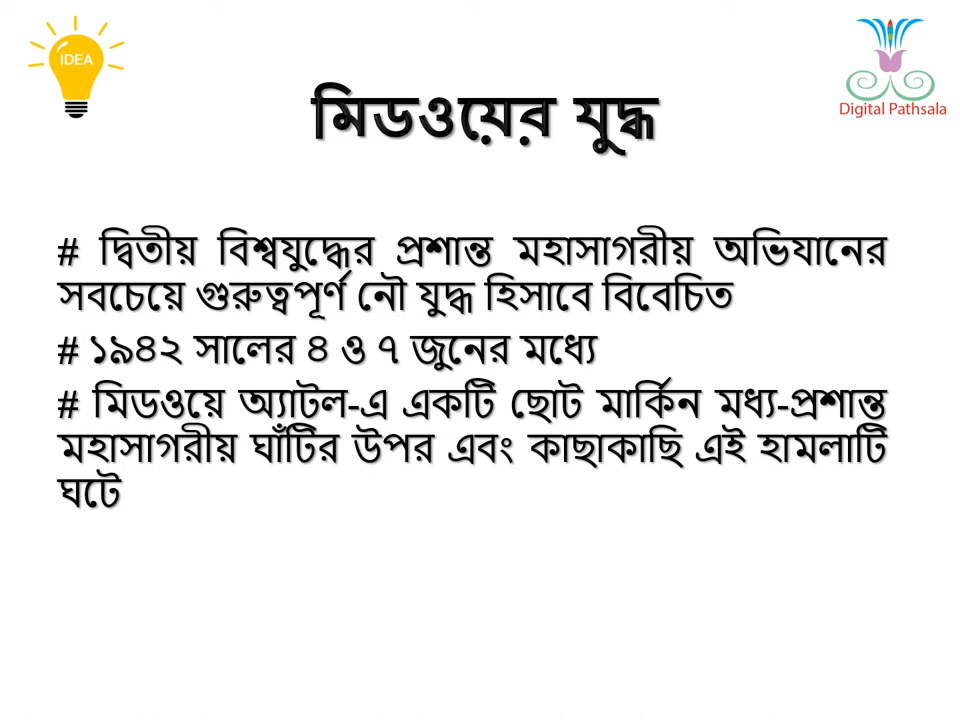 IDEA
Digital Pathsala
মিডওয়ের যুদ্ধ
# দ্বিতীয় বিশ্বযুদ্ধের প্রশান্ত মহাসাগরীয় অভিযানের
সবচেয়ে গুরুত্বপূর্ণ নৌ যুদ্ধ হিসাবে বিবেচিত
# ১৯৪২ সালের ৪ ও ৭ জুনের মধ্যে
# মিডওয়ে অ্যাটল-এ একটি ছোট মার্কিন মধ্য-প্রশান্ত
মহাসাগরীয় ঘাঁটির উপর এবং কাছাকাছি এই হামলাটি
ঘটে